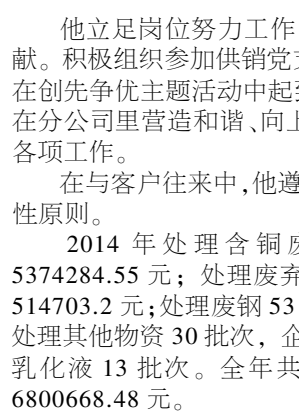 他立足岗位努力工作
献。积极组织参加供销党支
在创先争优主题活动中起到
在分公司里营造和谐、向上
各项工作。
在与客户往来中,他遵
性原则。
2014 年处理含铜废
5374284.55 元；处理废弃
514703.2 元;处理废钢 53
处理其他物资 30 批次，企
乳化液 13 批次。全年共
6800668.48 元。